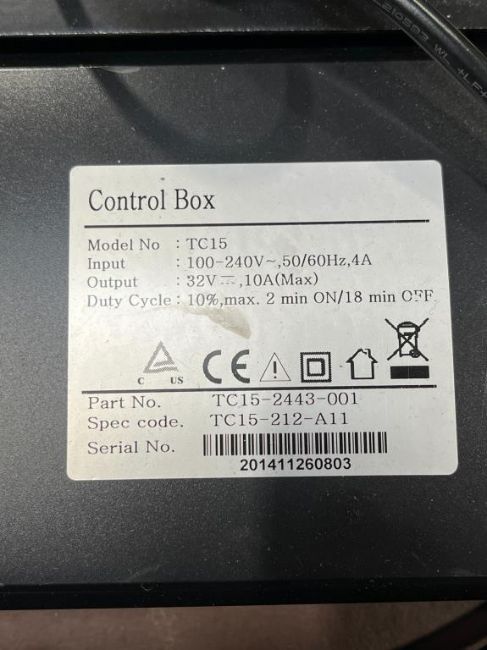 Control Box
Model No : TC15
Input : 100-240V~,50/60Hz,4A
Output : 32V⎓,10A(Max)
Duty Cycle : 10%,max. 2 min ON/18 min OFF
C US
CE
Part No. TC15-2443-001
Spec code. TC15-212-A11
Serial No.
201411260803